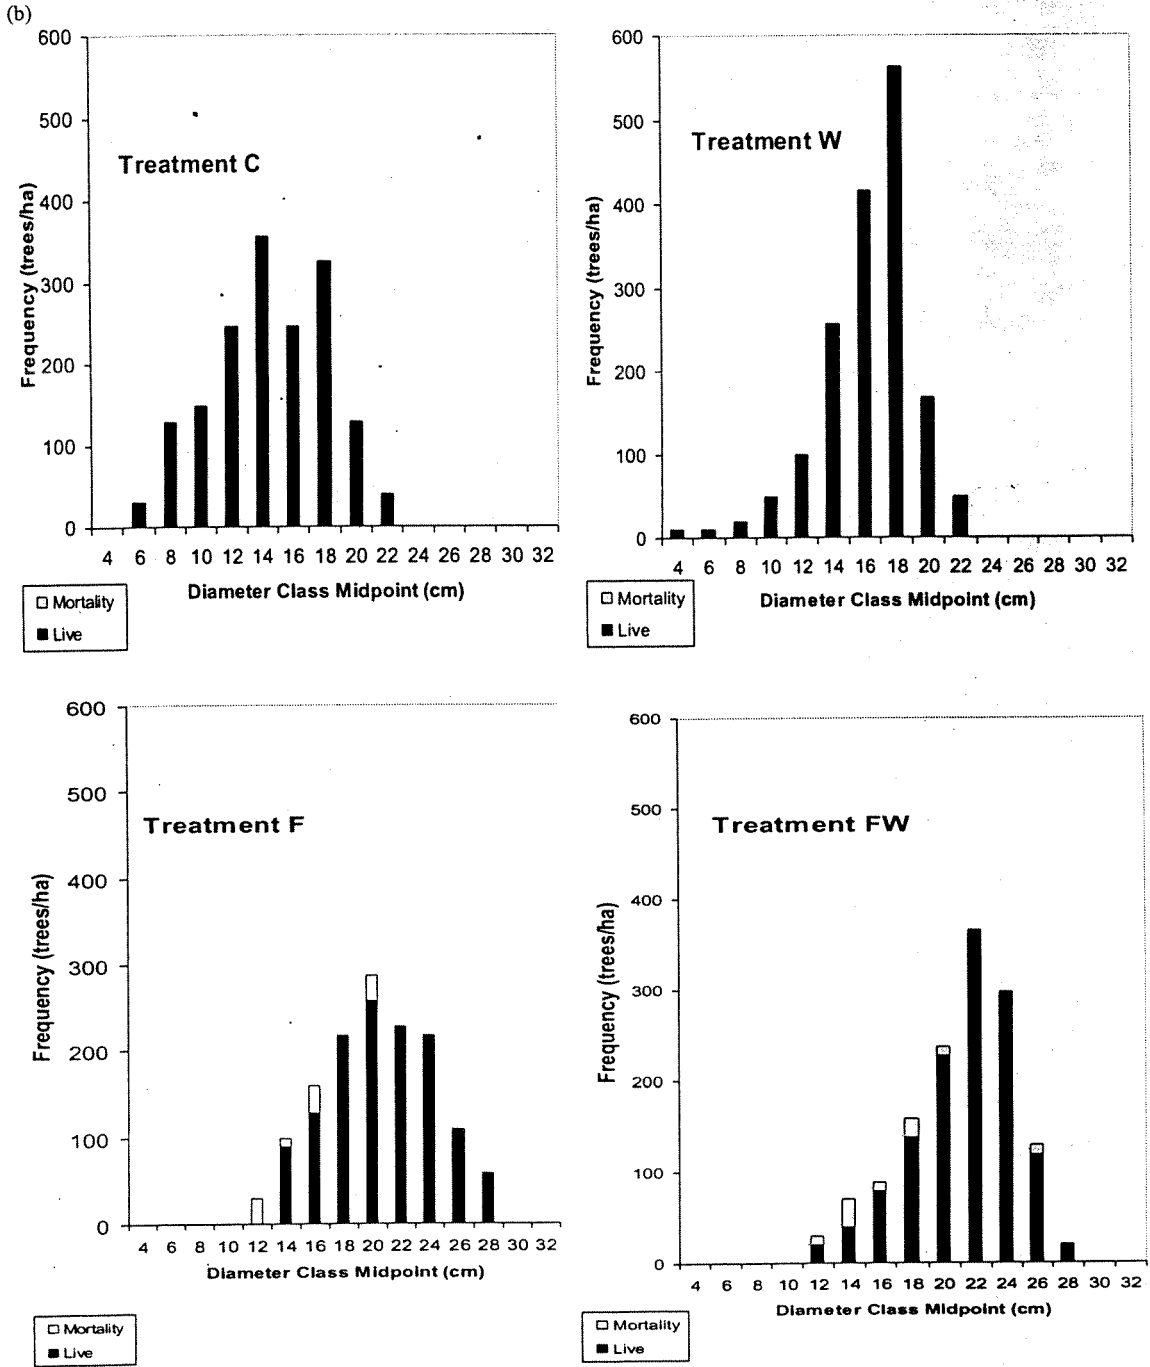 (b)
600
500
400
300
200
100
0
Treatment C
Frequency (trees/ha)
4 6 8 10 12 14 16 18 20 22 24 26 28 30 32
Diameter Class Midpoint (cm)
Mortality
Live
600
500
400
300
200
100
0
Treatment W
Frequency (trees/ha)
4 6 8 10 12 14 16 18 20 22 24 26 28 30 32
Diameter Class Midpoint (cm)
Mortality
Live
600
500
400
300
200
100
0
Treatment F
Frequency (trees/ha)
4 6 8 10 12 14 16 18 20 22 24 26 28 30 32
Diameter Class Midpoint (cm)
Mortality
Live
600
500
400
300
200
100
0
Treatment FW
Frequency (trees/ha)
4 6 8 10 12 14 16 18 20 22 24 26 28 30 32
Diameter Class Midpoint (cm)
Mortality
Live